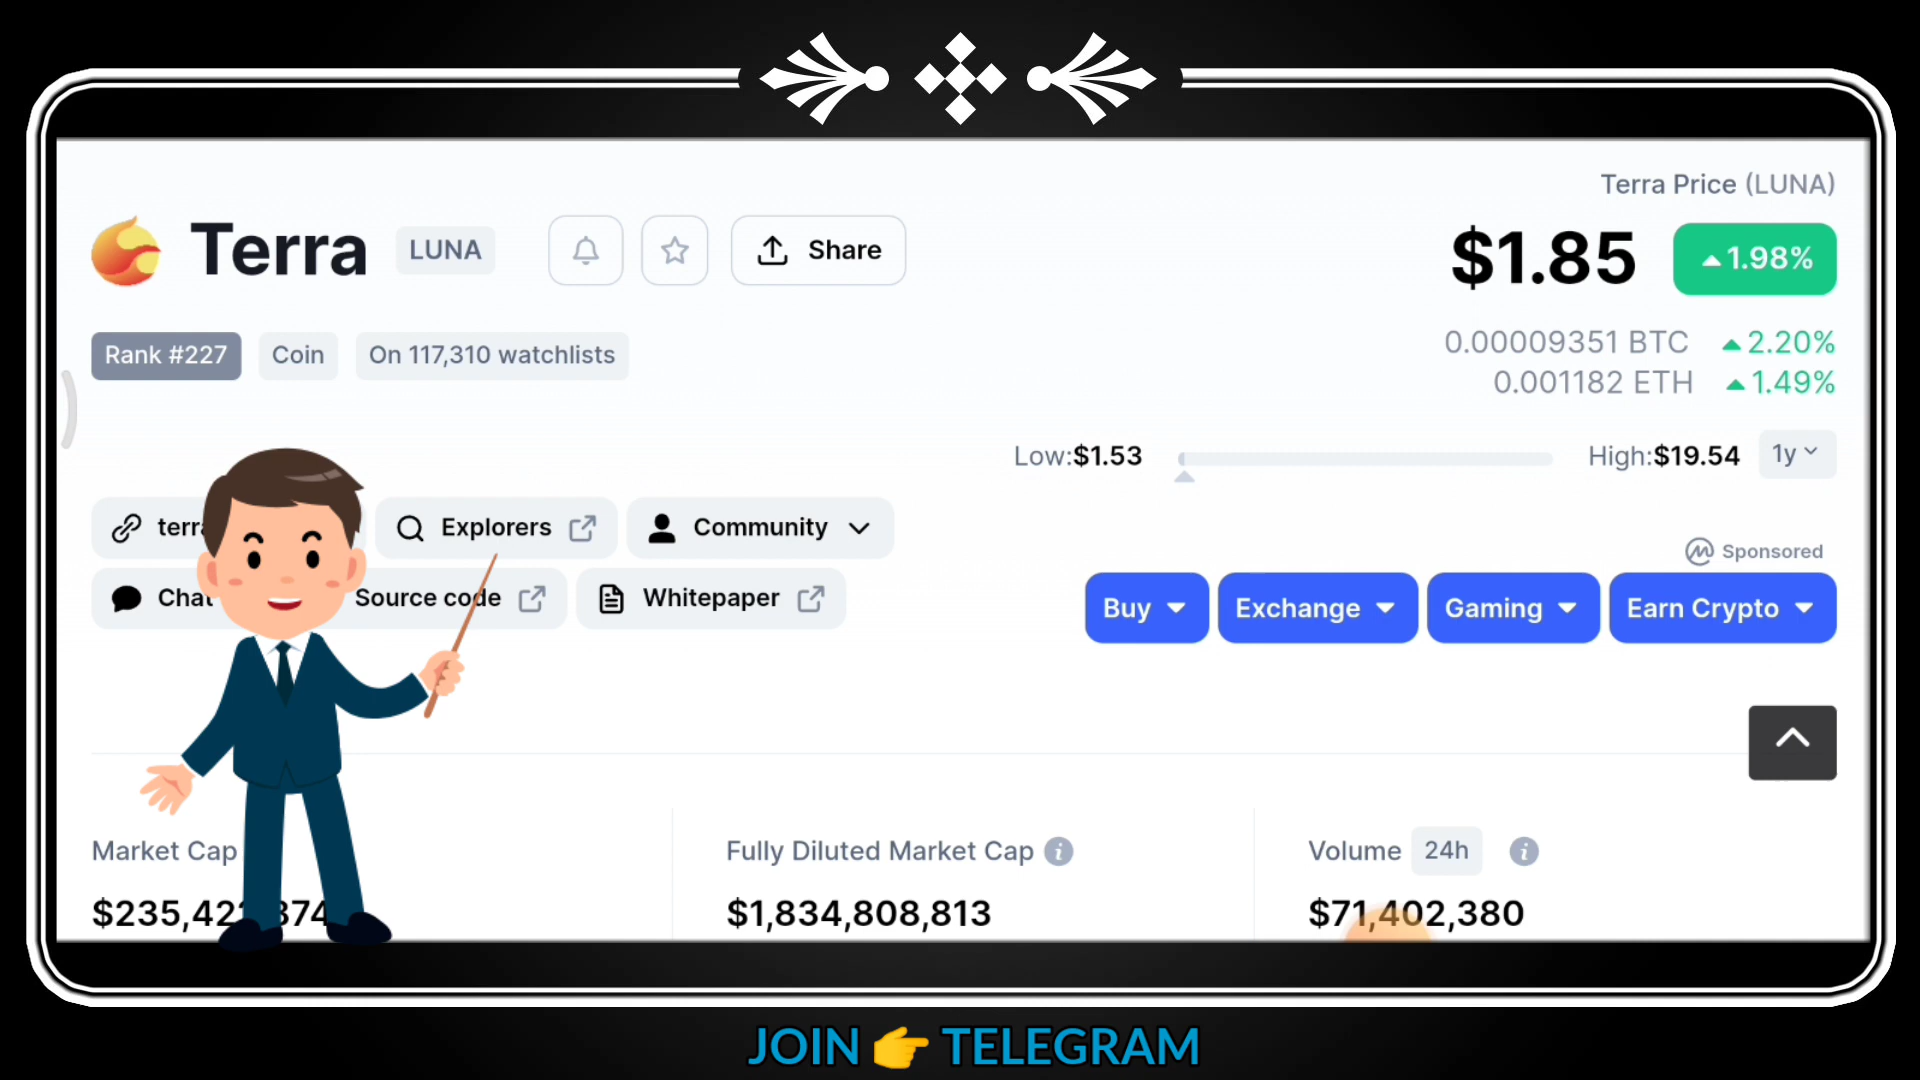 Terra Price (LUNA)
Terra LUNA Share
$1.85 1.98%
Rank #227 Coin On 117,310 watchlists
0.00009351 BTC 2.20%
0.001182 ETH 1.49%
Low:$1.53 High:$19.54 1y
Explorers Community
Sponsored
Chat Source code Whitepaper
Buy Exchange Gaming Earn Crypto
Market Cap Fully Diluted Market Cap Volume 24h
$1,834,808,813 $71,402,380
JOIN TELEGRAM